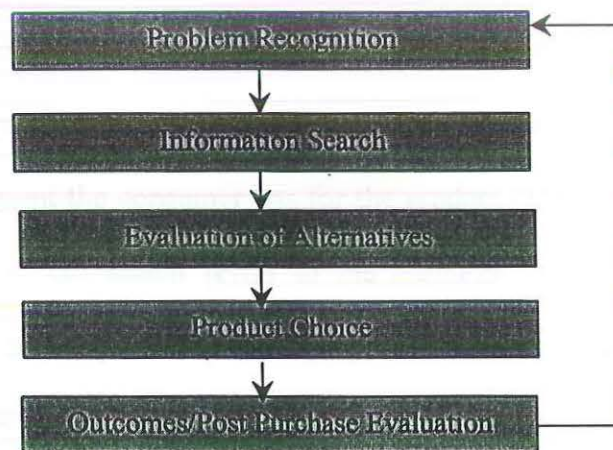 Problem Recognition
Information Search
Evaluation of Alternatives
Product Choice
Outcomes/Post Purchase Evaluation